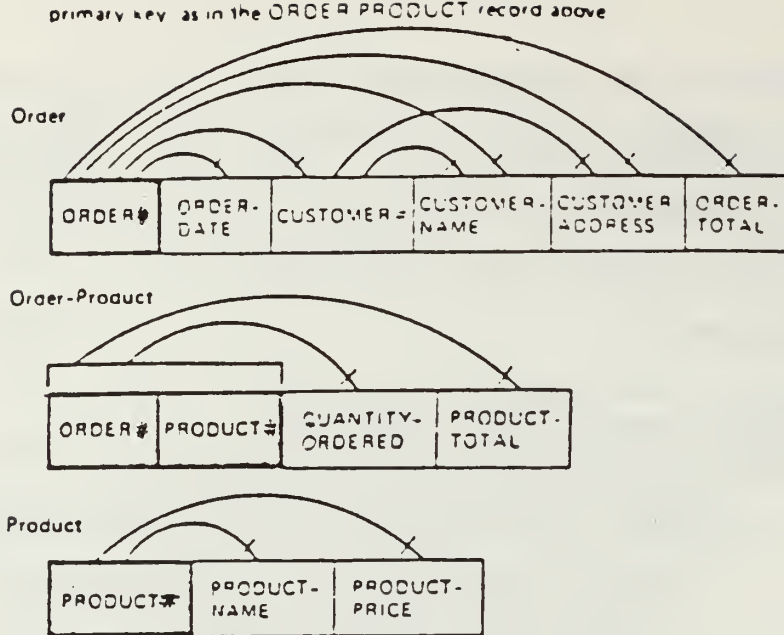 primary key as in the ORDER PRODUCT record above
Order
ORDER# ORDER- CUSTOMER# CUSTOMER- CUSTOMER ORDER-
DATE NAME ADDRESS TOTAL
Order-Product
ORDER# PRODUCT# QUANTITY- PRODUCT-
ORDERED TOTAL
Product
PRODUCT# PRODUCT- PRODUCT-
NAME PRICE